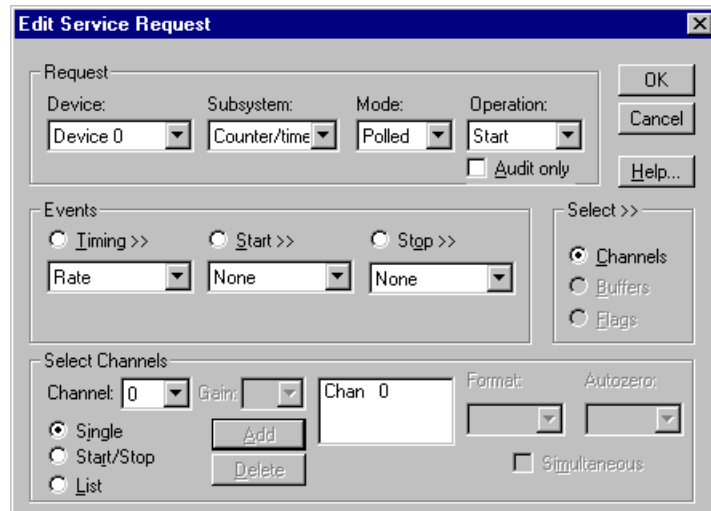 Edit Service Request
Request
Device: Subsystem: Mode: Operation:
Device 0 Counter/time Polled Start
Audit only
OK
Cancel
Help...
Events
Timing >> Start >> Stop >>
Rate None None
Select >>
Channels
Buffers
Flags
Select Channels
Channel: 0 Gain: Chan 0 Format: Autozero:
Single
Start/Stop
List
Add
Delete
Simultaneous